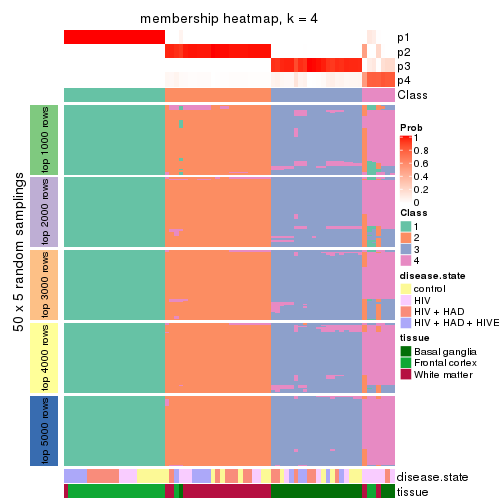 membership heatmap, k = 4
p1
p2
p3
p4
Class
50 x 5 random samplings
top 1000 rows
top 2000 rows
top 3000 rows
top 4000 rows
top 5000 rows
disease.state
tissue
Prob
1
0.8
0.6
0.4
0.2
0
Class
1
2
3
4
disease.state
control
HIV
HIV + HAD
HIV + HAD + HIVE
tissue
Basal ganglia
Frontal cortex
White matter